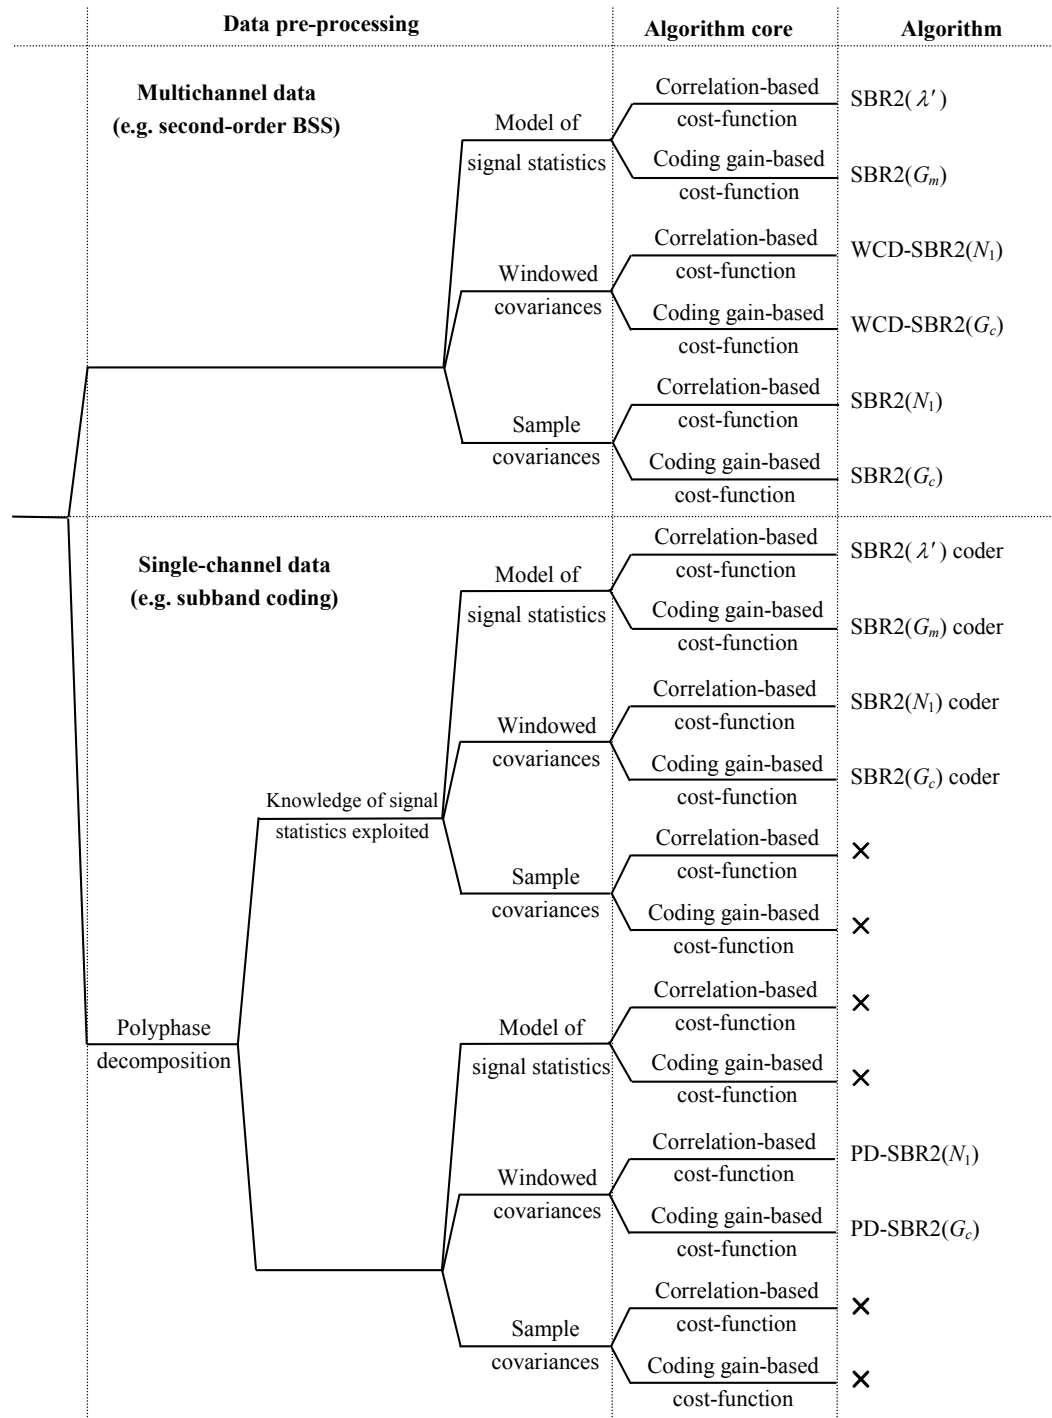 Data pre-processing
Algorithm core
Algorithm
Multichannel data
(e.g. second-order BSS)
Model of
signal statistics
Correlation-based
cost-function
SBR2( λ′ )
Coding gain-based
cost-function
SBR2(Gm)
Windowed
covariances
Correlation-based
cost-function
WCD-SBR2(N1)
Coding gain-based
cost-function
WCD-SBR2(Gc)
Sample
covariances
Correlation-based
cost-function
SBR2(N1)
Coding gain-based
cost-function
SBR2(Gc)
Single-channel data
(e.g. subband coding)
Polyphase
decomposition
Knowledge of signal
statistics exploited
Model of
signal statistics
Correlation-based
cost-function
SBR2( λ′ ) coder
Coding gain-based
cost-function
SBR2(Gm) coder
Windowed
covariances
Correlation-based
cost-function
SBR2(N1) coder
Coding gain-based
cost-function
SBR2(Gc) coder
Sample
covariances
Correlation-based
cost-function
×
Coding gain-based
cost-function
×
Model of
signal statistics
Correlation-based
cost-function
×
Coding gain-based
cost-function
×
Windowed
covariances
Correlation-based
cost-function
PD-SBR2(N1)
Coding gain-based
cost-function
PD-SBR2(Gc)
Sample
covariances
Correlation-based
cost-function
×
Coding gain-based
cost-function
×